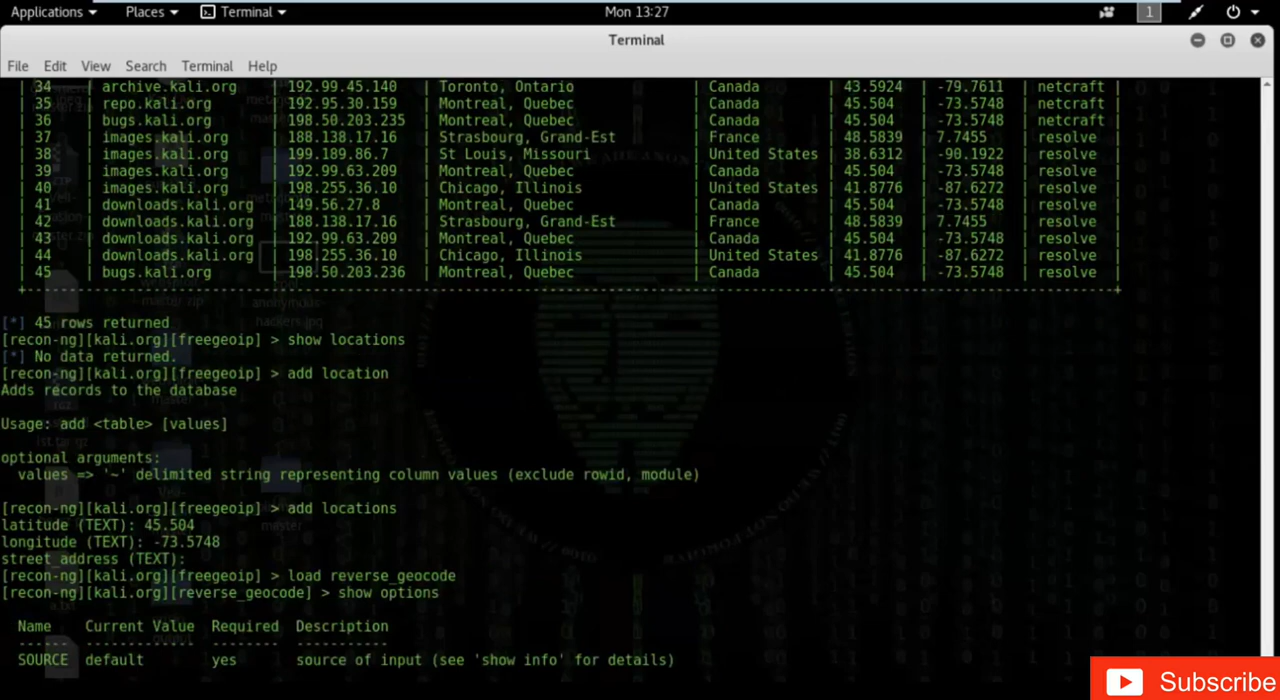 Applications Places Terminal Mon 13:27 1
Terminal
File Edit View Search Terminal Help
| 34 | archive.kali.org | 192.99.45.140 | Toronto, Ontario | Canada | 43.5924 | -79.7611 | netcraft |
| 35 | repo.kali.org | 192.95.30.159 | Montreal, Quebec | Canada | 45.504 | -73.5748 | netcraft |
| 36 | bugs.kali.org | 198.50.203.235 | Montreal, Quebec | Canada | 45.504 | -73.5748 | netcraft |
| 37 | images.kali.org | 188.138.17.16 | Strasbourg, Grand-Est | France | 48.5839 | 7.7455 | resolve |
| 38 | images.kali.org | 199.189.86.7 | St Louis, Missouri | United States | 38.6312 | -90.1922 | resolve |
| 39 | images.kali.org | 192.99.63.209 | Montreal, Quebec | Canada | 45.504 | -73.5748 | resolve |
| 40 | images.kali.org | 198.255.36.10 | Chicago, Illinois | United States | 41.8776 | -87.6272 | resolve |
| 41 | downloads.kali.org | 149.56.27.8 | Montreal, Quebec | Canada | 45.504 | -73.5748 | resolve |
| 42 | downloads.kali.org | 188.138.17.16 | Strasbourg, Grand-Est | France | 48.5839 | 7.7455 | resolve |
| 43 | downloads.kali.org | 192.99.63.209 | Montreal, Quebec | Canada | 45.504 | -73.5748 | resolve |
| 44 | downloads.kali.org | 198.255.36.10 | Chicago, Illinois | United States | 41.8776 | -87.6272 | resolve |
| 45 | bugs.kali.org | 198.50.203.236 | Montreal, Quebec | Canada | 45.504 | -73.5748 | resolve |
[*] 45 rows returned
[recon-ng][kali.org][freegeoip] > show locations
[*] No data returned.
[recon-ng][kali.org][freegeoip] > add location
Adds records to the database
Usage: add <table> [values]
optional arguments:
values => '~' delimited string representing column values (exclude rowid, module)
[recon-ng][kali.org][freegeoip] > add locations
latitude (TEXT): 45.504
longitude (TEXT): -73.5748
street_address (TEXT):
[recon-ng][kali.org][freegeoip] > load reverse_geocode
[recon-ng][kali.org][reverse_geocode] > show options
Name Current Value Required Description
------ ------------- -------- -----------
SOURCE default yes source of input (see 'show info' for details)
Subscribe